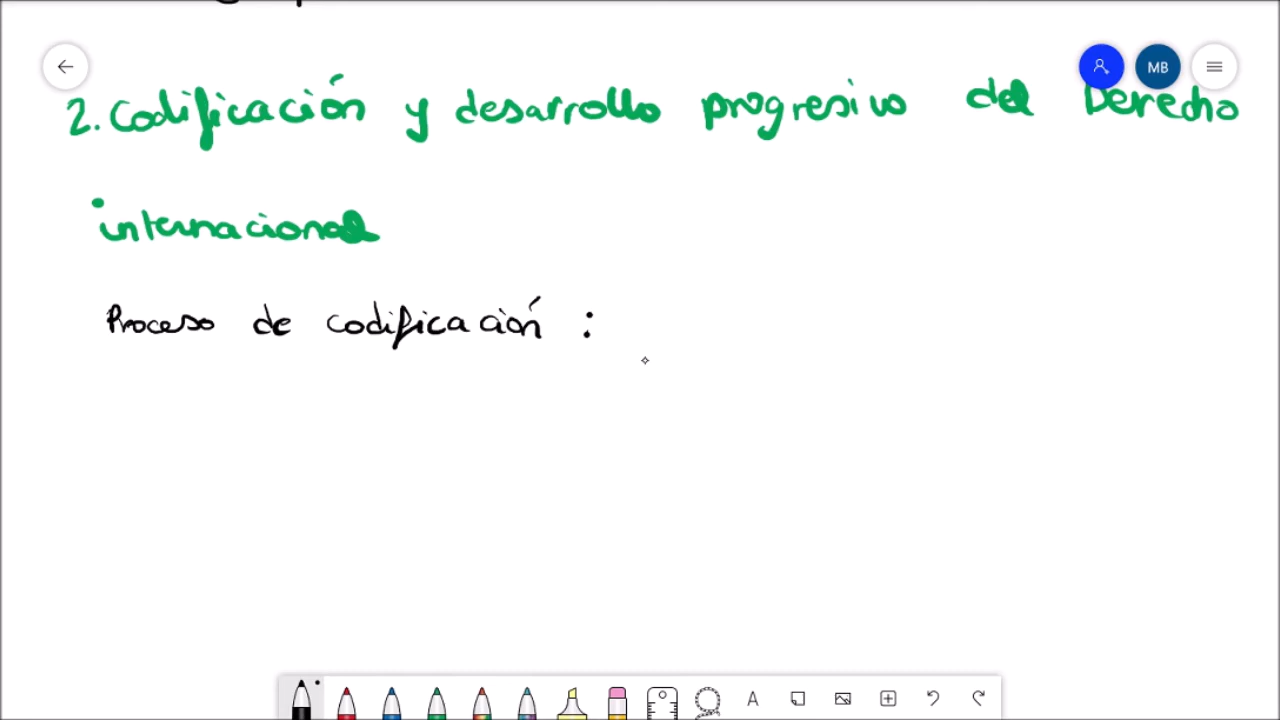 MB
2. Codificación y desarrollo progresivo del Derecho
internacional
Proceso de codificación :
A